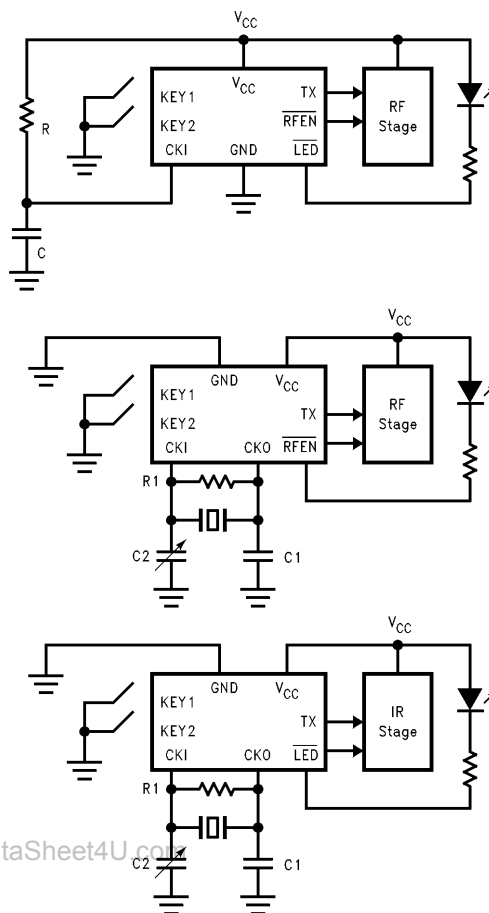 VCC
VCC
KEY1
KEY2
CKI
GND
TX
RFEN
LED
RF
Stage
R
C
VCC
GND
VCC
KEY1
KEY2
CKI
CKO
TX
RFEN
RF
Stage
R1
C2
C1
VCC
GND
VCC
KEY1
KEY2
CKI
CKO
TX
LED
IR
Stage
R1
taSheet4U.com
C2
C1